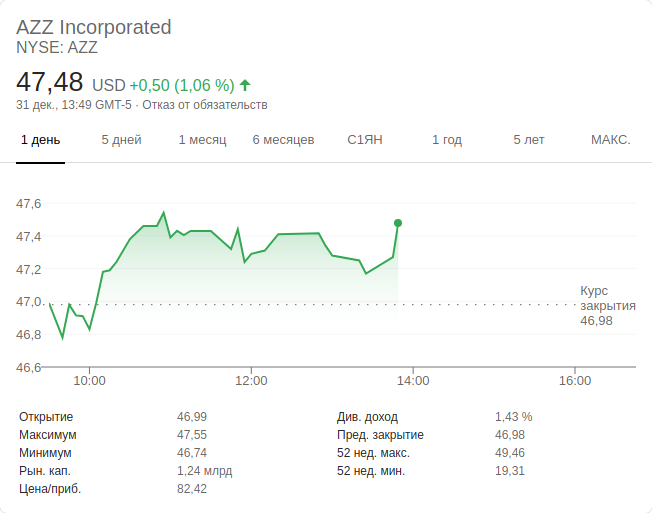 AZZ Incorporated
NYSE: AZZ
47,48 USD +0,50 (1,06 %)
31 дек., 13:49 GMT-5 · Отказ от обязательств
1 день 5 дней 1 месяц 6 месяцев С1ЯН 1 год 5 лет МАКС.
47,6
47,4
47,2
47,0
46,8
46,6
Курс
закрытия
46,98
10:00 12:00 14:00 16:00
Открытие 46,99 Див. доход 1,43 %
Максимум 47,55 Пред. закрытие 46,98
Минимум 46,74 52 нед. макс. 49,46
Рын. кап. 1,24 млрд 52 нед. мин. 19,31
Цена/приб. 82,42